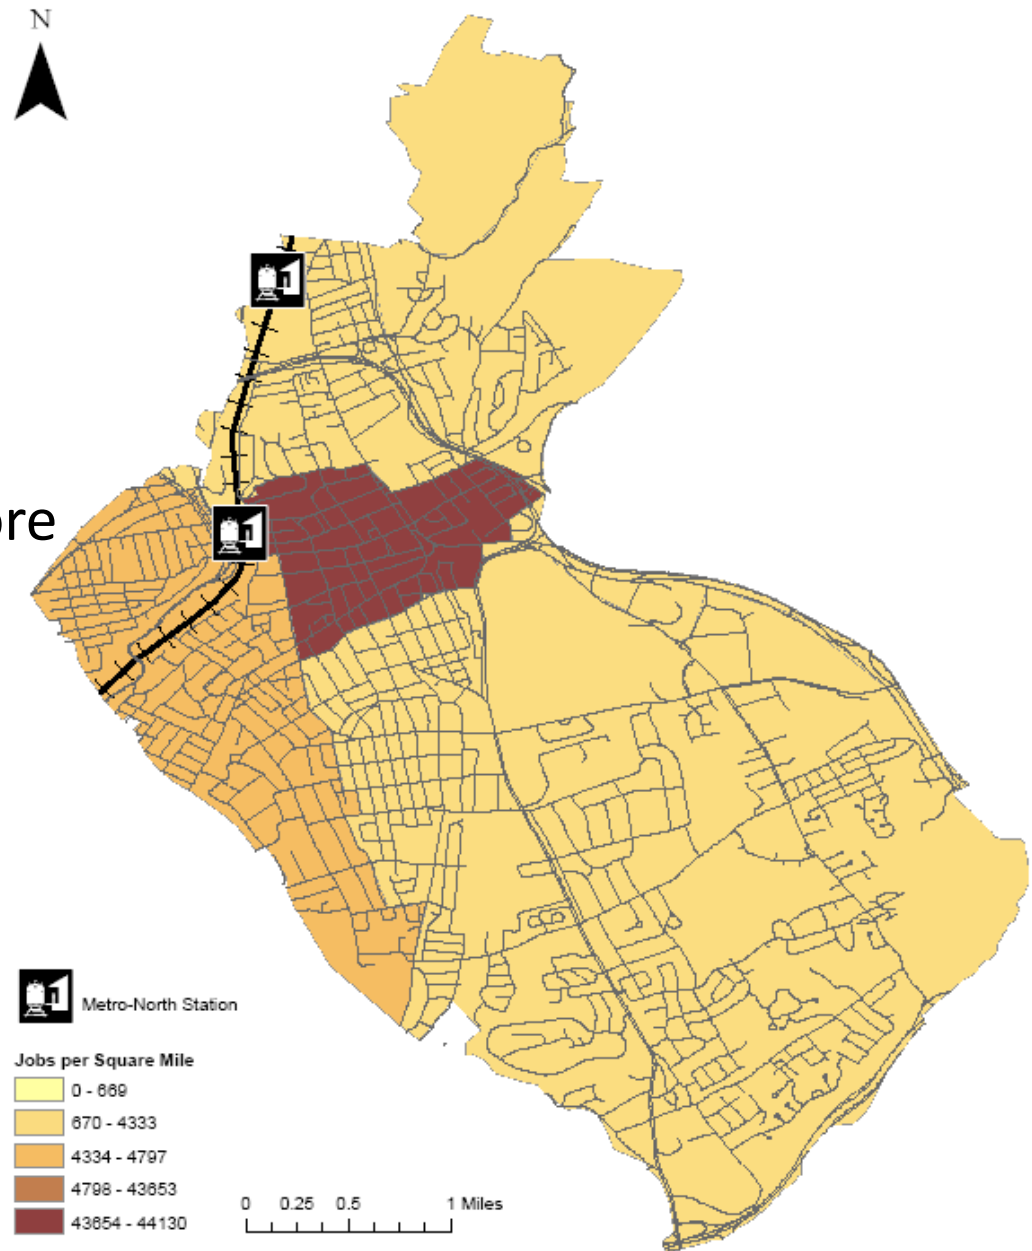 N
ore
Metro-North Station
Jobs per Square Mile
0 - 669
670 - 4333
4334 - 4797
4798 - 43653
43654 - 44130
0 0.25 0.5 1 Miles